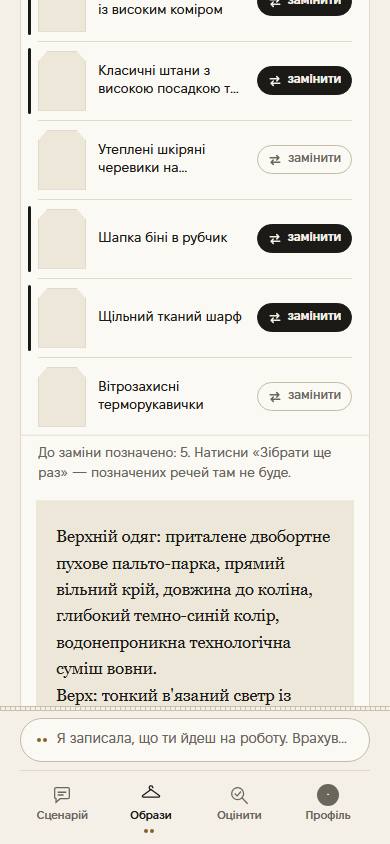 із високим коміром
замінити
Класичні штани з
високою посадкою т...
замінити
Утеплені шкіряні
черевики на...
замінити
Шапка біні в рубчик
замінити
Щільний тканий шарф
замінити
Вітрозахисні
терморукавички
замінити
До заміни позначено: 5. Натисни «Зібрати ще
раз» — позначених речей там не буде.
Верхній одяг: приталене двобортне
пухове пальто-парка, прямий
вільний крій, довжина до коліна,
глибокий темно-синій колір,
водонепроникна технологічна
суміш вовни.
Верх: тонкий в'язаний светр із
Я записала, що ти йдеш на роботу. Врахув...
Сценарій
Образи
Оцінити
Профіль